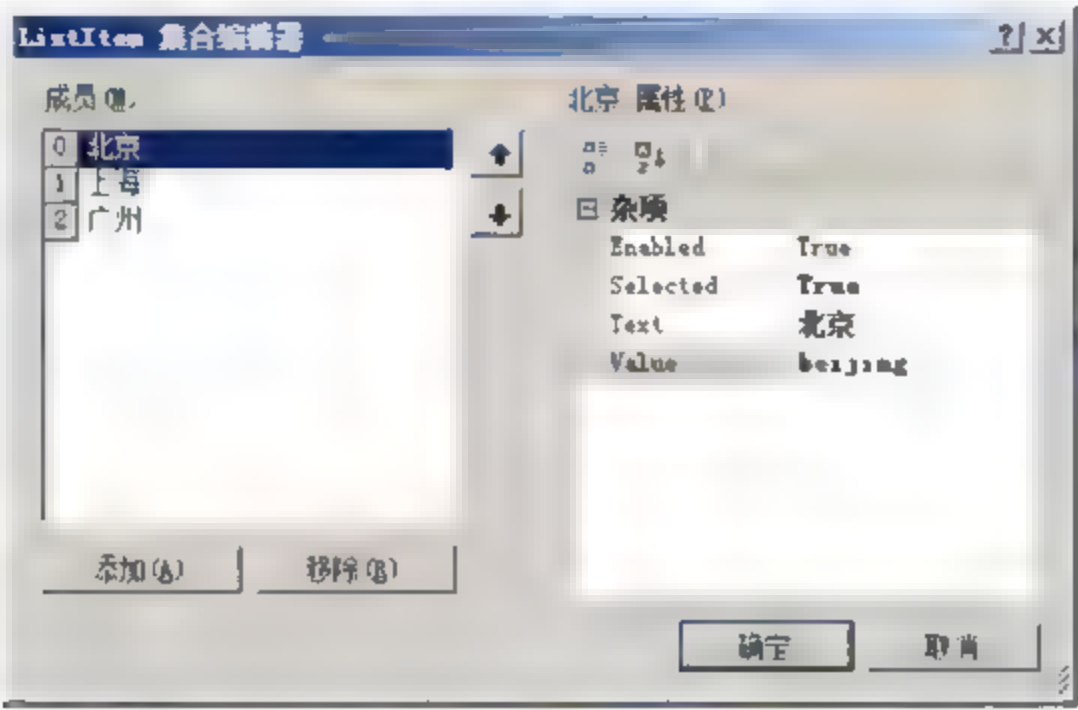 ListItem 集合编辑器
? ×
成员(M):
0 北京
1 上海
2 广州
添加(A)
移除(R)
北京 属性(P)
杂项
Enabled True
Selected True
Text 北京
Value beijing
确定
取消